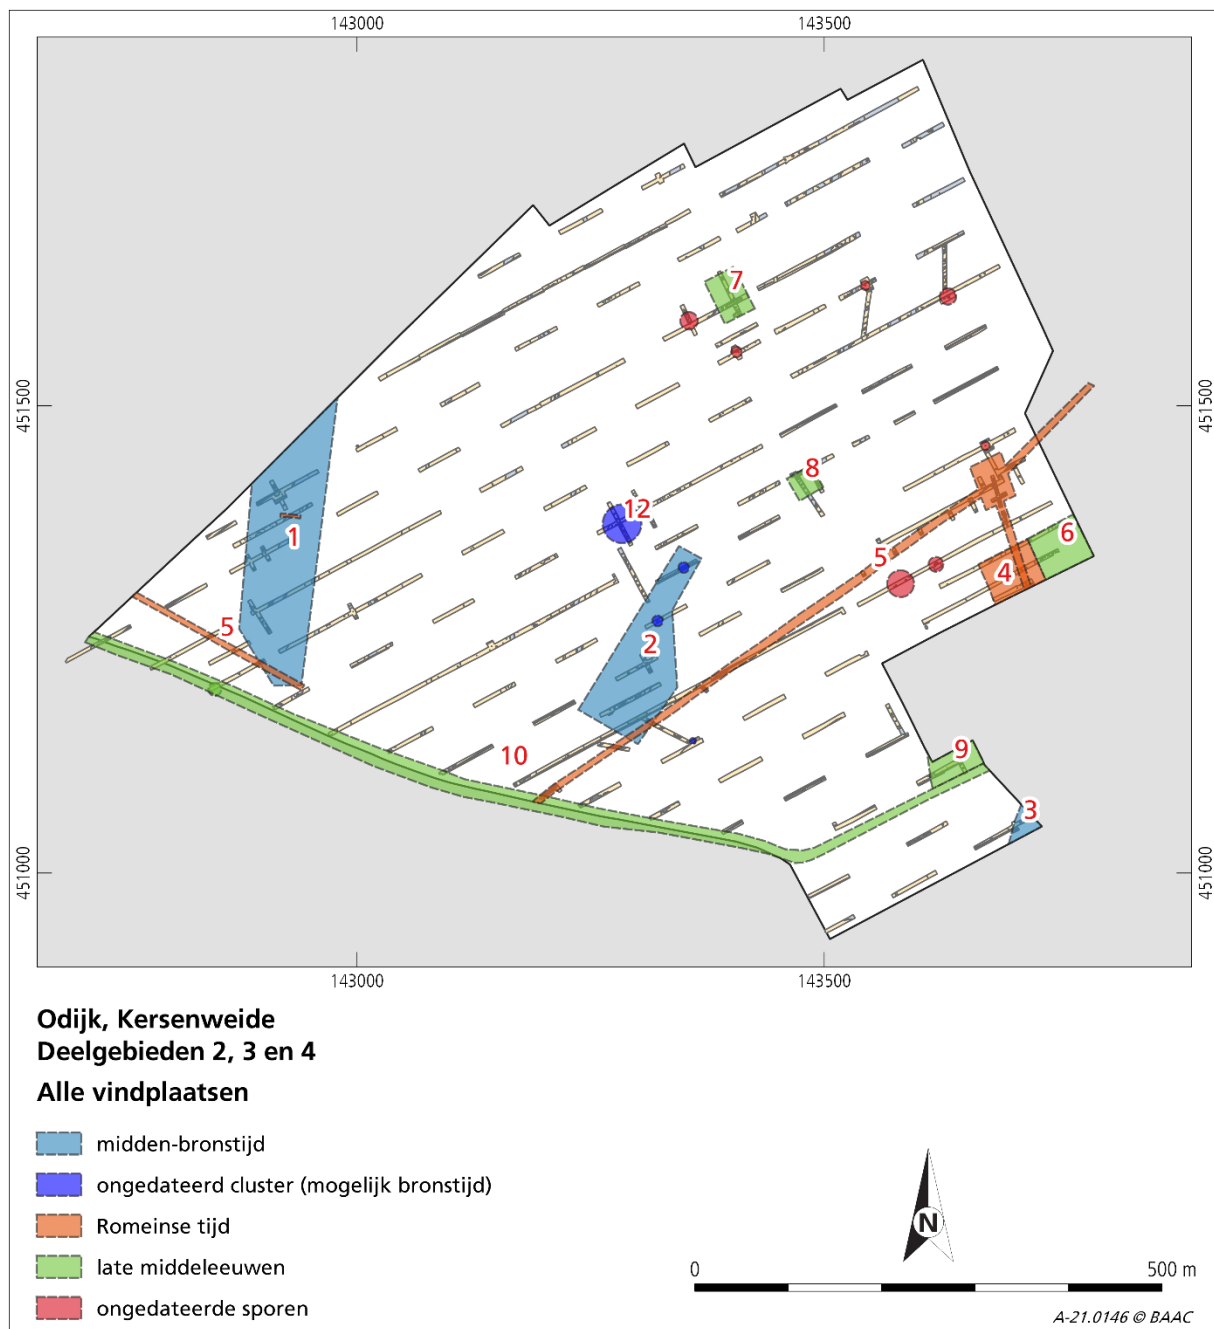 143000 143500
451500 451500
7
8
12
1
6
5
4
5
2
10
9
3
451000 451000
143000 143500
Odijk, Kersenweide
Deelgebieden 2, 3 en 4
Alle vindplaatsen
midden-bronstijd
ongedateerd cluster (mogelijk bronstijd)
Romeinse tijd
late middeleeuwen
ongedateerde sporen
N
0 500 m
A-21.0146 © BAAC